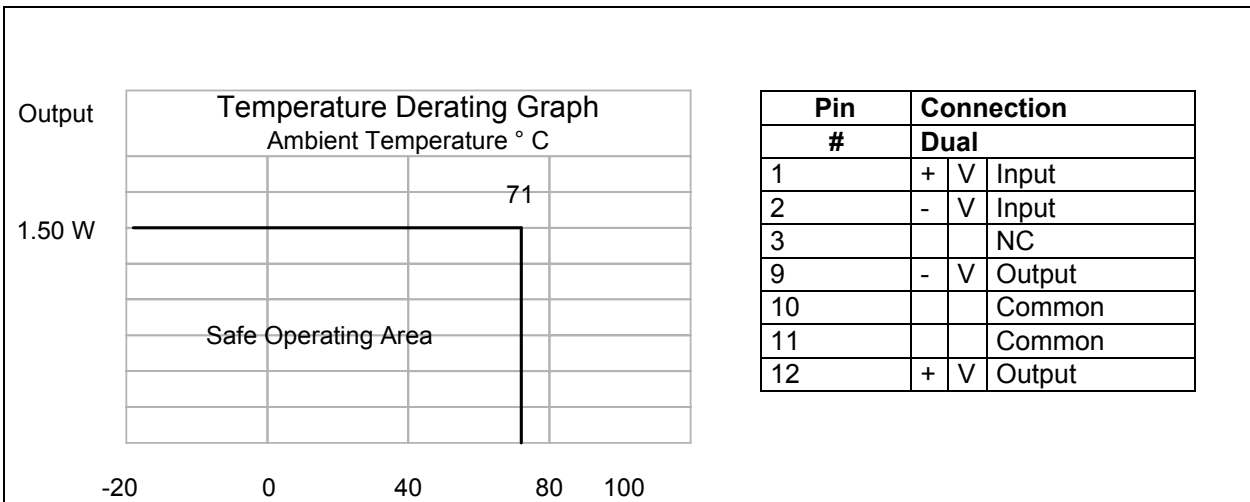 Output
Temperature Derating Graph
Ambient Temperature ° C
71
1.50 W
Safe Operating Area
-20 0 40 80 100
Pin Connection
# Dual
1 + V Input
2 - V Input
3 NC
9 - V Output
10 Common
11 Common
12 + V Output